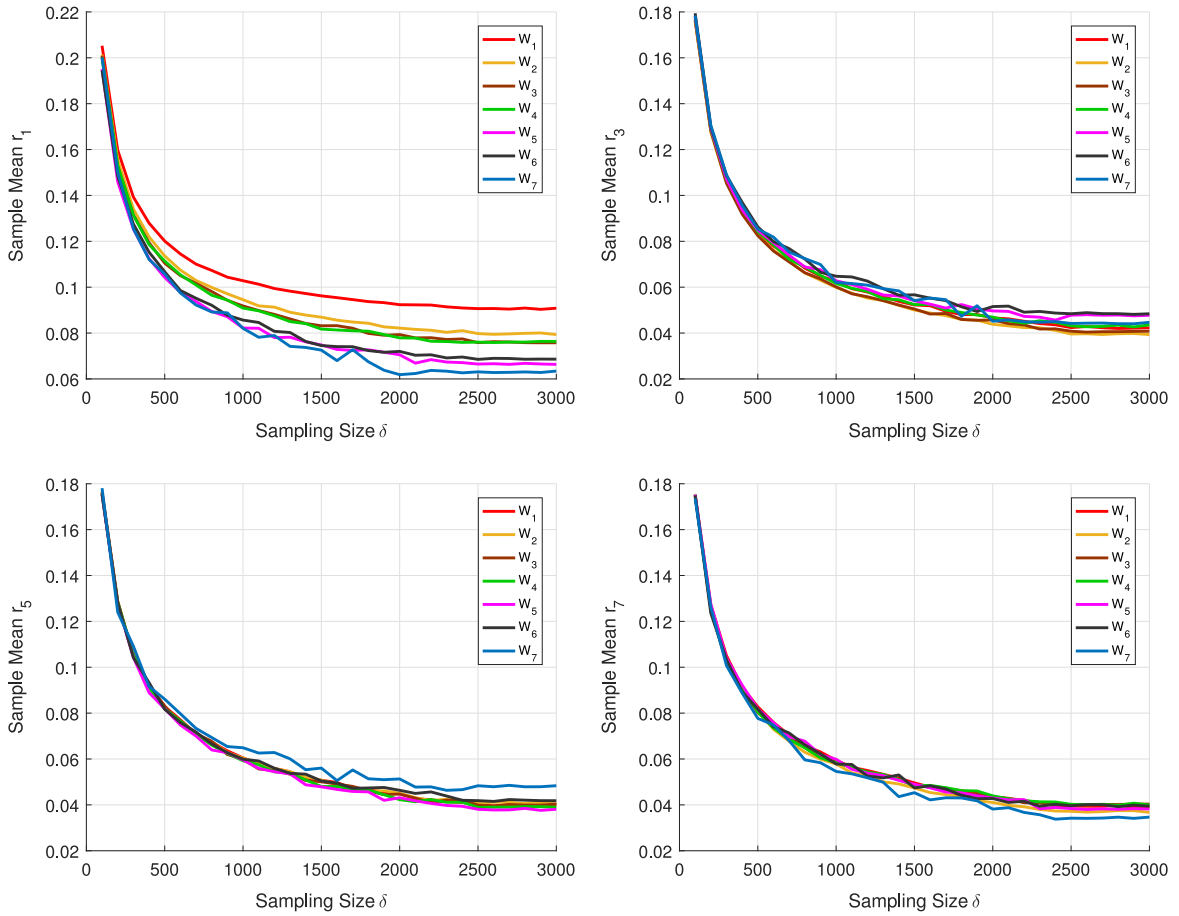 0.22
0.2
0.18
0.16
0.14
0.12
0.1
0.08
0.06
Sample Mean r1
0 500 1000 1500 2000 2500 3000
Sampling Size δ
W1
W2
W3
W4
W5
W6
W7
0.18
0.16
0.14
0.12
0.1
0.08
0.06
0.04
0.02
Sample Mean r3
0 500 1000 1500 2000 2500 3000
Sampling Size δ
W1
W2
W3
W4
W5
W6
W7
0.18
0.16
0.14
0.12
0.1
0.08
0.06
0.04
0.02
Sample Mean r5
0 500 1000 1500 2000 2500 3000
Sampling Size δ
W1
W2
W3
W4
W5
W6
W7
0.18
0.16
0.14
0.12
0.1
0.08
0.06
0.04
0.02
Sample Mean r7
0 500 1000 1500 2000 2500 3000
Sampling Size δ
W1
W2
W3
W4
W5
W6
W7